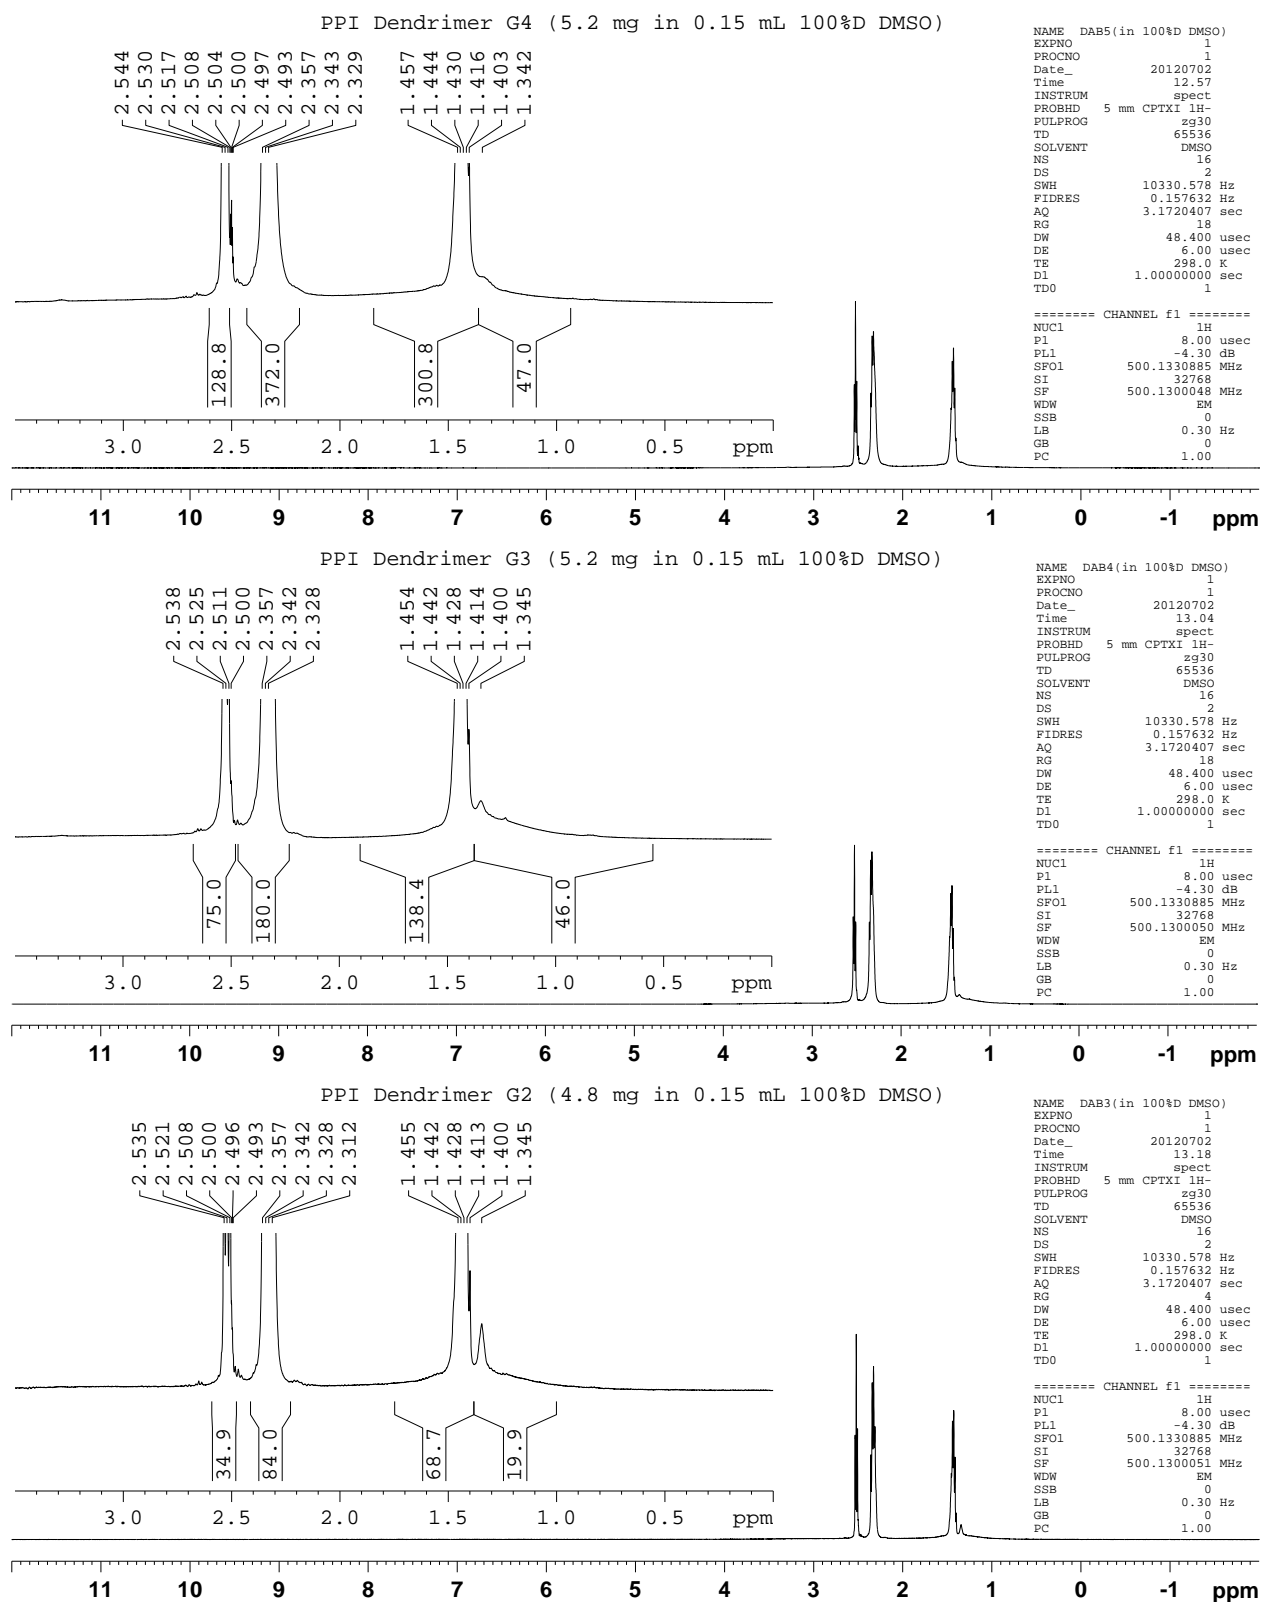 PPI Dendrimer G4 (5.2 mg in 0.15 mL 100%D DMSO)
2.544
2.530
2.517
2.508
2.504
2.500
2.497
2.493
2.357
2.343
2.329
1.457
1.444
1.430
1.416
1.403
1.342
128.8
372.0
300.8
47.0
3.0 2.5 2.0 1.5 1.0 0.5 ppm
NAME DAB5(in 100%D DMSO)
EXPNO 1
PROCNO 1
Date_ 20120702
Time 12.57
INSTRUM spect
PROBHD 5 mm CPTXI 1H-
PULPROG zg30
TD 65536
SOLVENT DMSO
NS 16
DS 2
SWH 10330.578 Hz
FIDRES 0.157632 Hz
AQ 3.1720407 sec
RG 18
DW 48.400 usec
DE 6.00 usec
TE 298.0 K
D1 1.00000000 sec
TD0 1
======== CHANNEL f1 ========
NUC1 1H
P1 8.00 usec
PL1 -4.30 dB
SFO1 500.1330885 MHz
SI 32768
SF 500.1300048 MHz
WDW EM
SSB 0
LB 0.30 Hz
GB 0
PC 1.00
11 10 9 8 7 6 5 4 3 2 1 0 -1 ppm
PPI Dendrimer G3 (5.2 mg in 0.15 mL 100%D DMSO)
2.538
2.525
2.511
2.500
2.357
2.342
2.328
1.454
1.442
1.428
1.414
1.400
1.345
75.0
180.0
138.4
46.0
3.0 2.5 2.0 1.5 1.0 0.5 ppm
NAME DAB4(in 100%D DMSO)
EXPNO 1
PROCNO 1
Date_ 20120702
Time 13.04
INSTRUM spect
PROBHD 5 mm CPTXI 1H-
PULPROG zg30
TD 65536
SOLVENT DMSO
NS 16
DS 2
SWH 10330.578 Hz
FIDRES 0.157632 Hz
AQ 3.1720407 sec
RG 18
DW 48.400 usec
DE 6.00 usec
TE 298.0 K
D1 1.00000000 sec
TD0 1
======== CHANNEL f1 ========
NUC1 1H
P1 8.00 usec
PL1 -4.30 dB
SFO1 500.1330885 MHz
SI 32768
SF 500.1300050 MHz
WDW EM
SSB 0
LB 0.30 Hz
GB 0
PC 1.00
11 10 9 8 7 6 5 4 3 2 1 0 -1 ppm
PPI Dendrimer G2 (4.8 mg in 0.15 mL 100%D DMSO)
2.535
2.521
2.508
2.500
2.496
2.493
2.357
2.342
2.328
2.312
1.455
1.442
1.428
1.413
1.400
1.345
34.9
84.0
68.7
19.9
3.0 2.5 2.0 1.5 1.0 0.5 ppm
NAME DAB3(in 100%D DMSO)
EXPNO 1
PROCNO 1
Date_ 20120702
Time 13.18
INSTRUM spect
PROBHD 5 mm CPTXI 1H-
PULPROG zg30
TD 65536
SOLVENT DMSO
NS 16
DS 2
SWH 10330.578 Hz
FIDRES 0.157632 Hz
AQ 3.1720407 sec
RG 4
DW 48.400 usec
DE 6.00 usec
TE 298.0 K
D1 1.00000000 sec
TD0 1
======== CHANNEL f1 ========
NUC1 1H
P1 8.00 usec
PL1 -4.30 dB
SFO1 500.1330885 MHz
SI 32768
SF 500.1300051 MHz
WDW EM
SSB 0
LB 0.30 Hz
GB 0
PC 1.00
11 10 9 8 7 6 5 4 3 2 1 0 -1 ppm